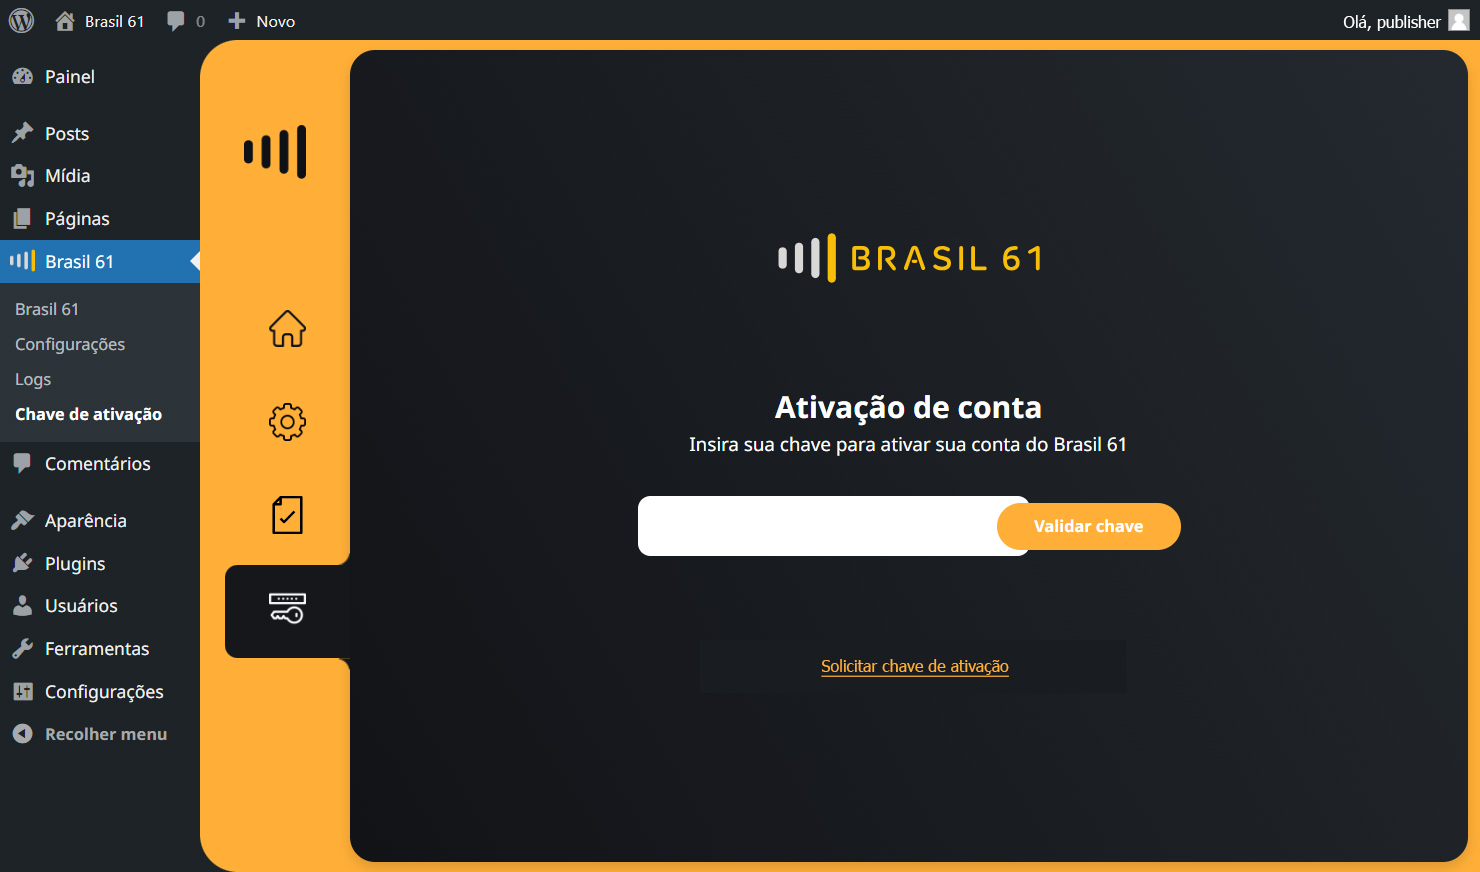 Brasil 61
0
Novo
Olá, publisher
Painel
Posts
Mídia
Páginas
Brasil 61
Brasil 61
Configurações
Logs
Chave de ativação
Comentários
Aparência
Plugins
Usuários
Ferramentas
Configurações
Recolher menu
BRASIL 61
Ativação de conta
Insira sua chave para ativar sua conta do Brasil 61
Validar chave
Solicitar chave de ativação